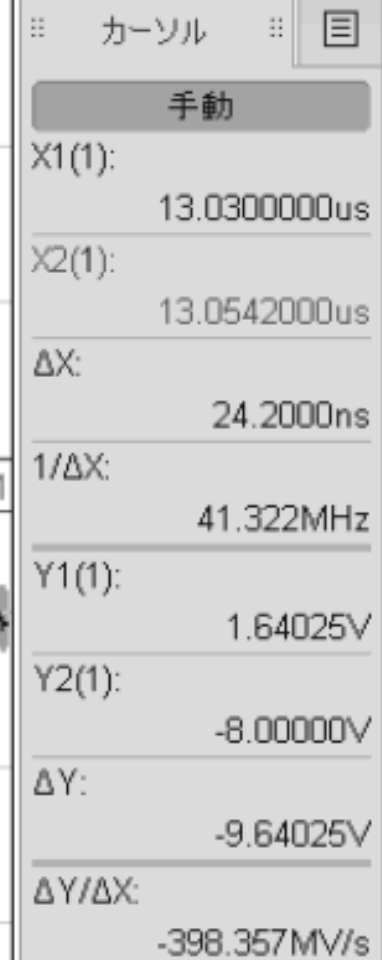 カーソル
手動
X1(1):
13.0300000us
X2(1):
13.0542000us
ΔX:
24.2000ns
1/ΔX:
41.322MHz
Y1(1):
1.64025V
Y2(1):
-8.00000V
ΔY:
-9.64025V
ΔY/ΔX:
-398.357MV/s